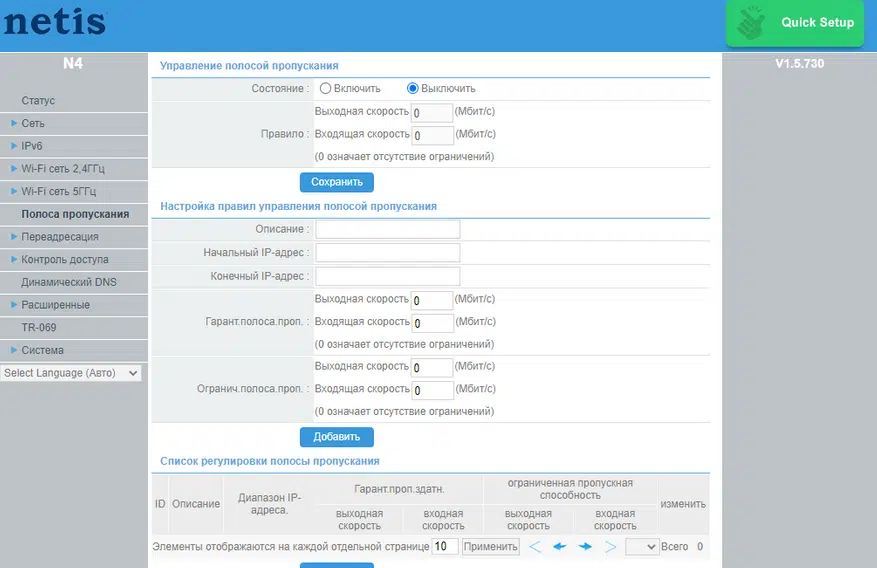 netis
Quick Setup
N4
V1.5.730
Статус
Сеть
IPv6
Wi-Fi сеть 2,4ГГц
Wi-Fi сеть 5ГГц
Полоса пропускания
Переадресация
Контроль доступа
Динамический DNS
Расширенные
TR-069
Система
Select Language (Авто)
Управление полосой пропускания
Состояние : Включить Выключить
Выходная скорость 0 (Мбит/с)
Правило : Входящая скорость 0 (Мбит/с)
(0 означает отсутствие ограничений)
Сохранить
Настройка правил управления полосой пропускания
Описание :
Начальный IP-адрес :
Конечный IP-адрес :
Выходная скорость 0 (Мбит/с)
Гарант.полоса.проп. : Входящая скорость 0 (Мбит/с)
(0 означает отсутствие ограничений)
Выходная скорость 0 (Мбит/с)
Огранич.полоса.проп. : Входящая скорость 0 (Мбит/с)
(0 означает отсутствие ограничений)
Добавить
Список регулировки полосы пропускания
ID Описание Диапазон IP-адреса. Гарант.проп.здатн. ограниченная пропускная способность изменить
выходная скорость входная скорость выходная скорость входная скорость
Элементы отображаются на каждой отдельной странице 10 Применить Всего 0